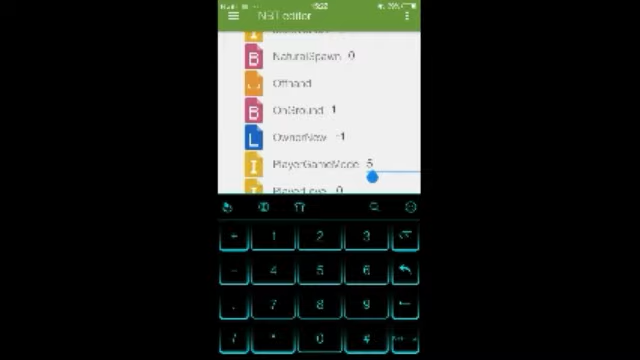 NBT editor
B NaturalSpawn 0
Offhand
B OnGround 1
L OwnerNew -1
I PlayerGameMode 5
+ 1 2 3
- 4 5 6
. 7 8 9
/ * 0 #